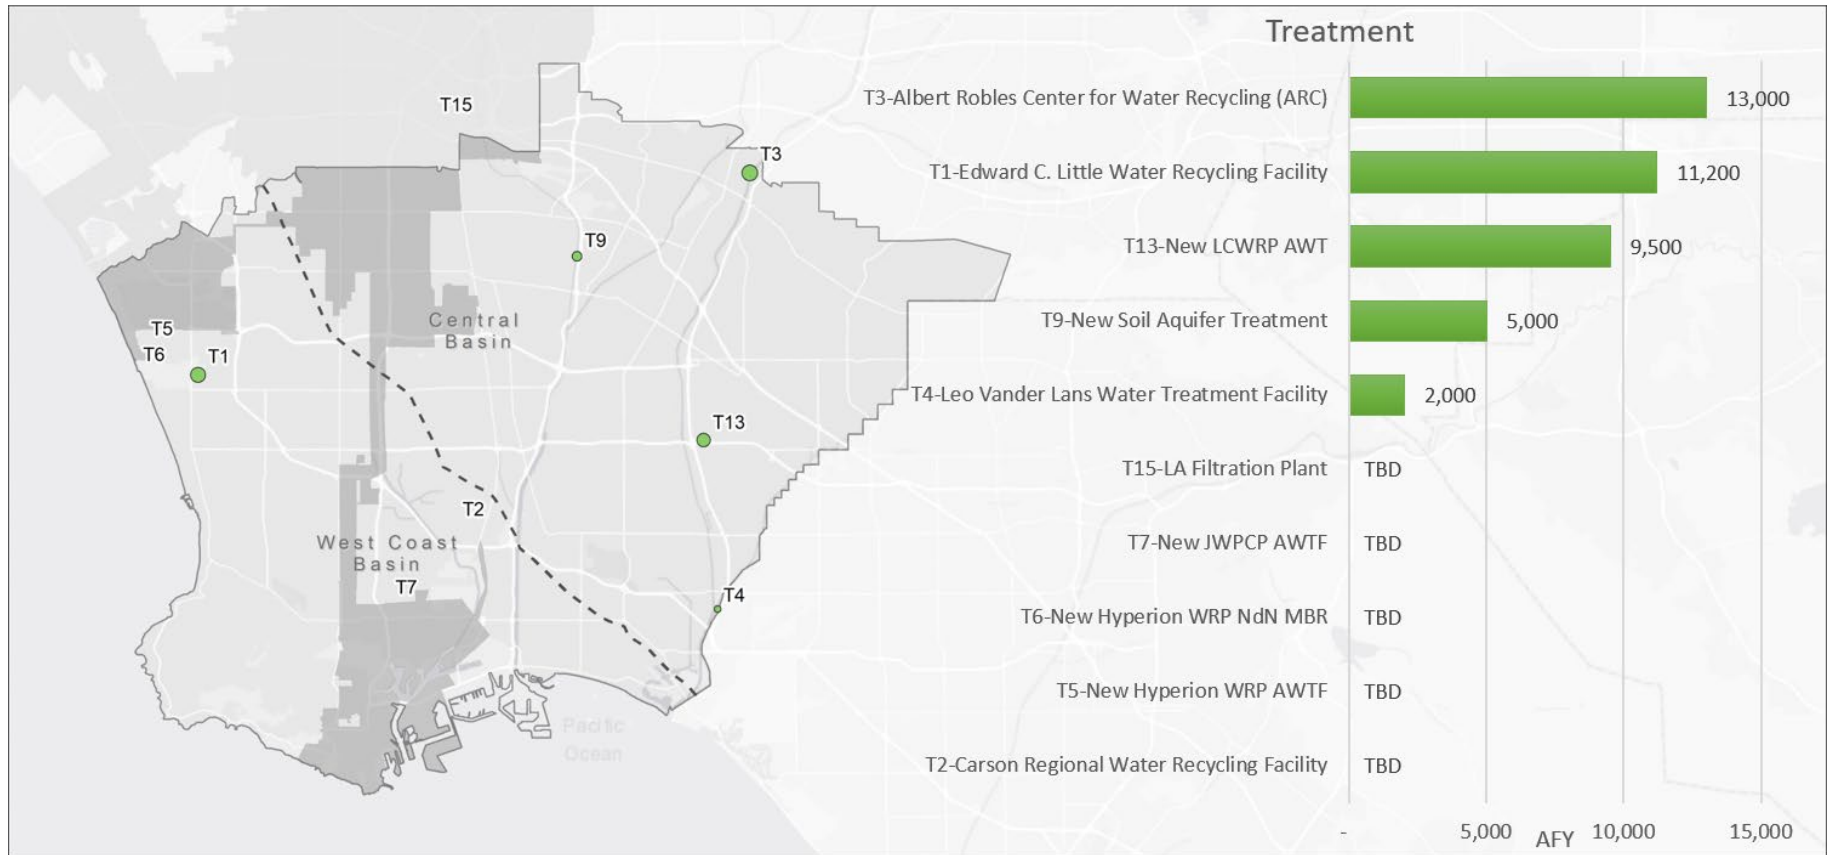 Treatment
T15
T3
T9
Central
Basin
T5
T6
T1
T13
T2
West Coast
Basin
T7
T4
Pacific
Ocean
T3-Albert Robles Center for Water Recycling (ARC)
13,000
T1-Edward C. Little Water Recycling Facility
11,200
T13-New LCWRP AWT
9,500
T9-New Soil Aquifer Treatment
5,000
T4-Leo Vander Lans Water Treatment Facility
2,000
T15-LA Filtration Plant
TBD
T7-New JWPCP AWTF
TBD
T6-New Hyperion WRP NdN MBR
TBD
T5-New Hyperion WRP AWTF
TBD
T2-Carson Regional Water Recycling Facility
TBD
- 5,000 10,000 15,000
AFY